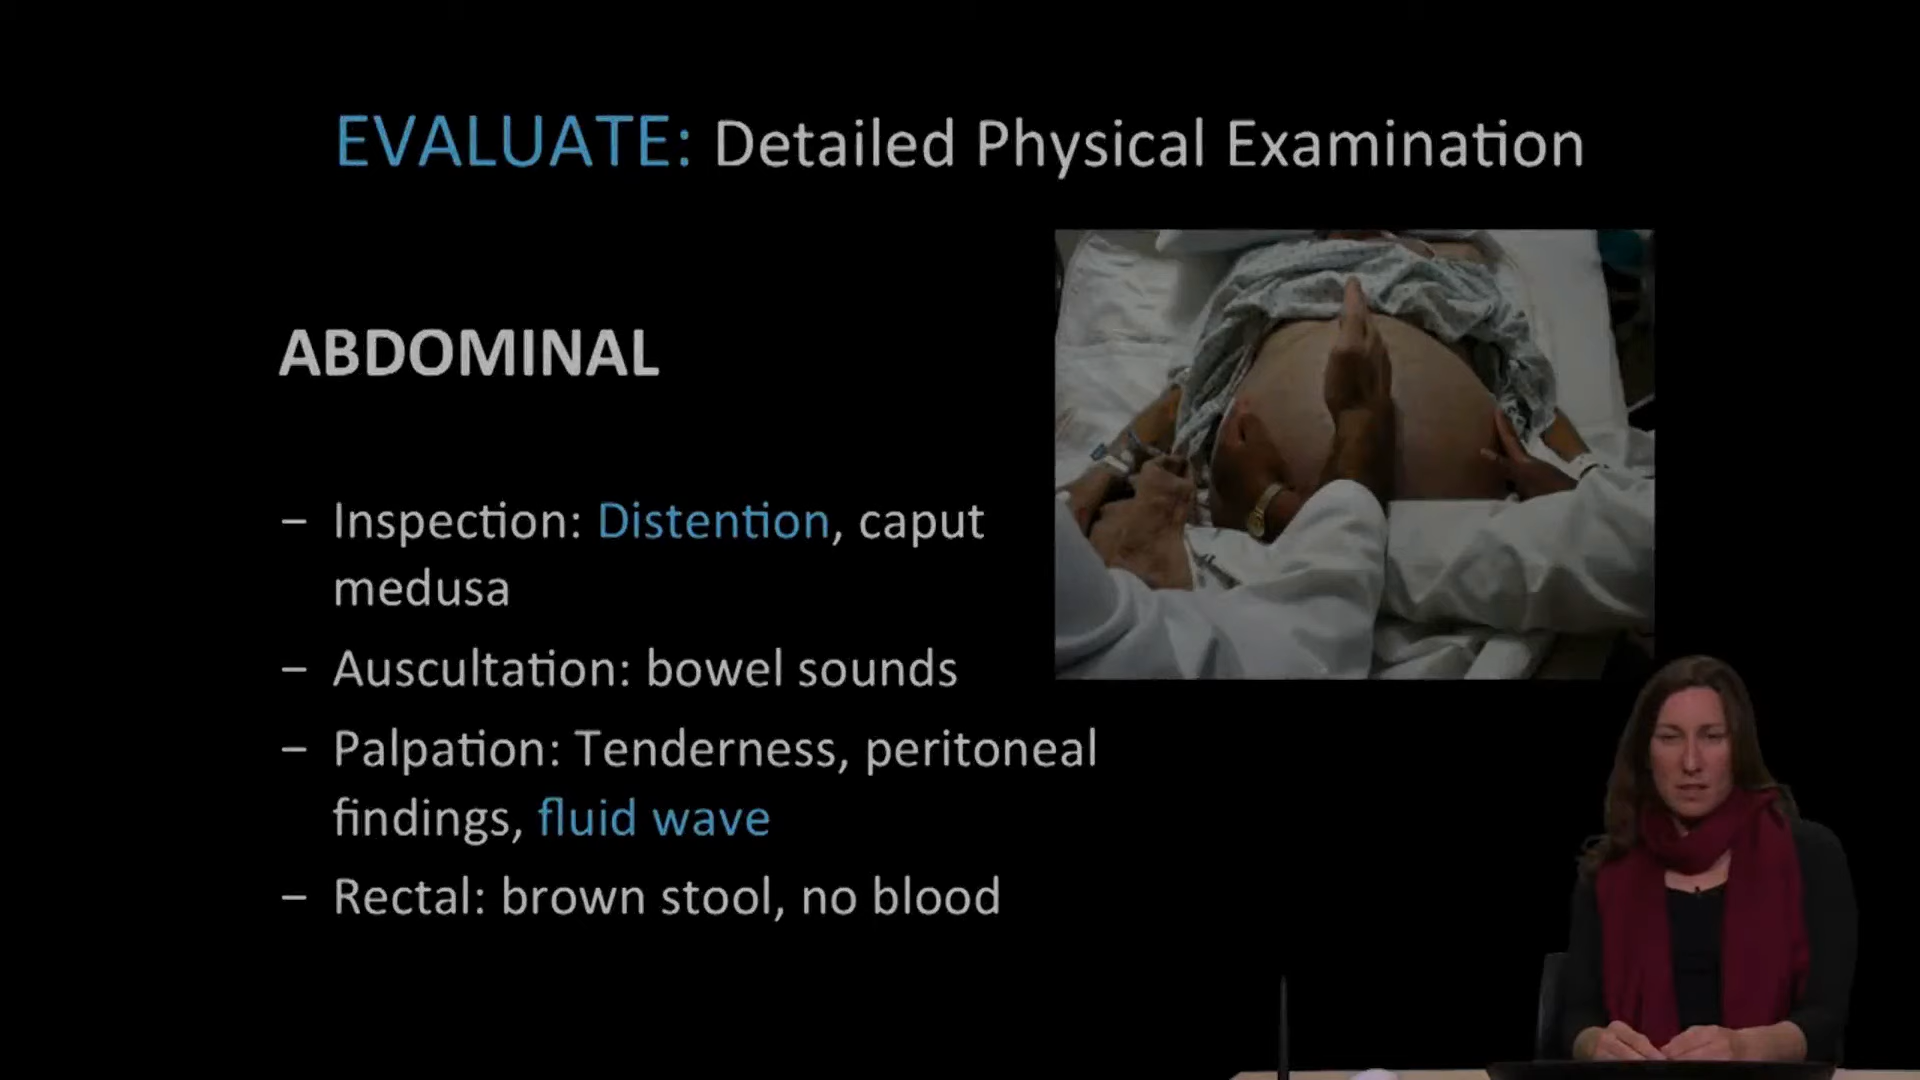 EVALUATE: Detailed Physical Examination
ABDOMINAL
– Inspection: Distention, caput
medusa
– Auscultation: bowel sounds
– Palpation: Tenderness, peritoneal
findings, fluid wave
– Rectal: brown stool, no blood